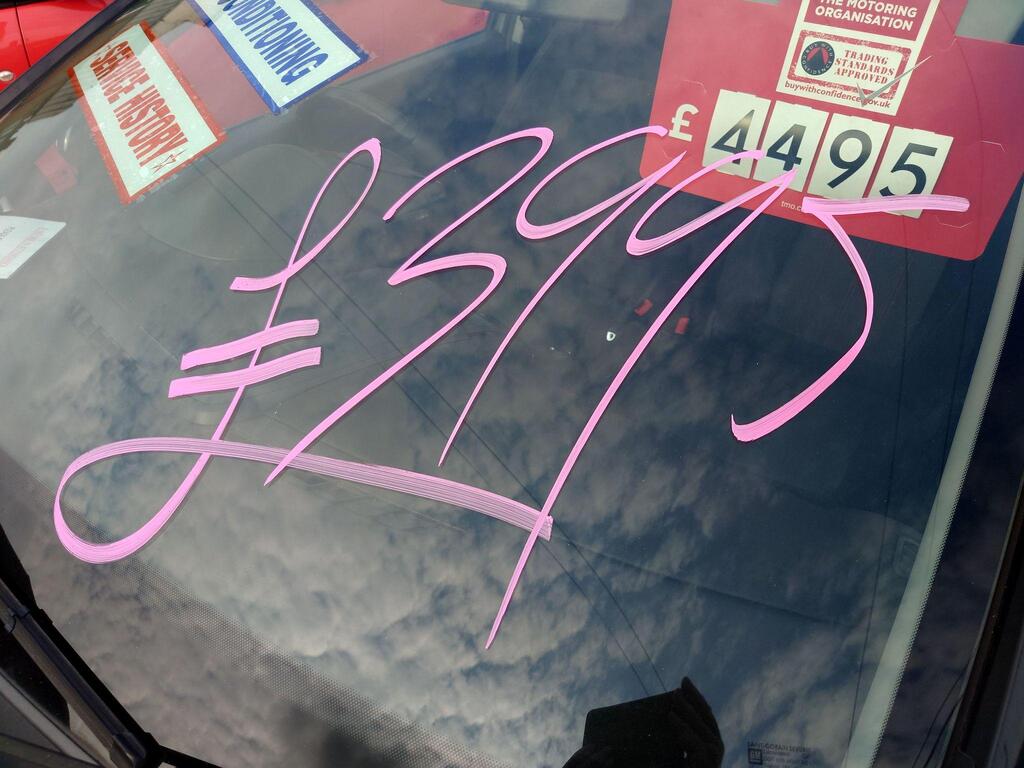 CONDITIONING
SERVICE HISTORY
THE MOTORING
ORGANISATION
TRADING
STANDARDS
APPROVED
buywithconfidence.gov.uk
£ 4495
£3995